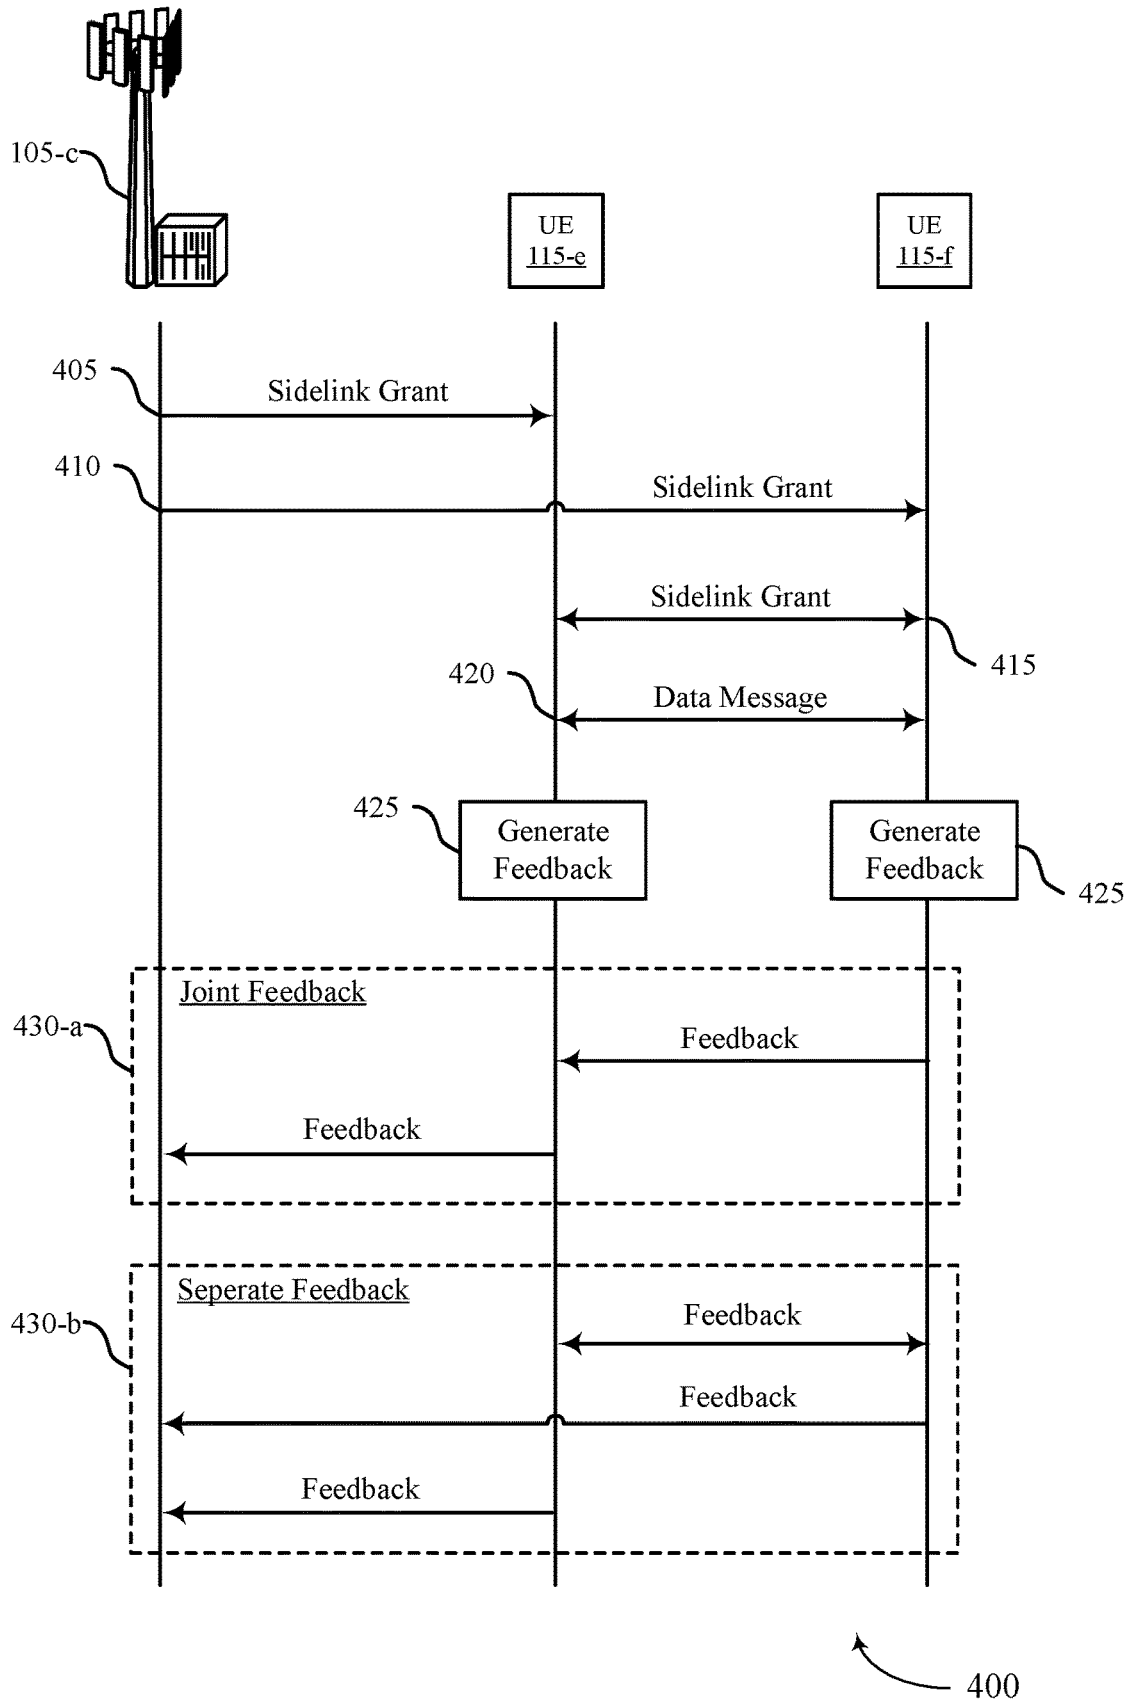 105-c
UE
115-e
UE
115-f
405
Sidelink Grant
410
Sidelink Grant
Sidelink Grant
415
420
Data Message
425
Generate
Feedback
Generate
Feedback
425
Joint Feedback
430-a
Feedback
Feedback
Seperate Feedback
430-b
Feedback
Feedback
Feedback
400